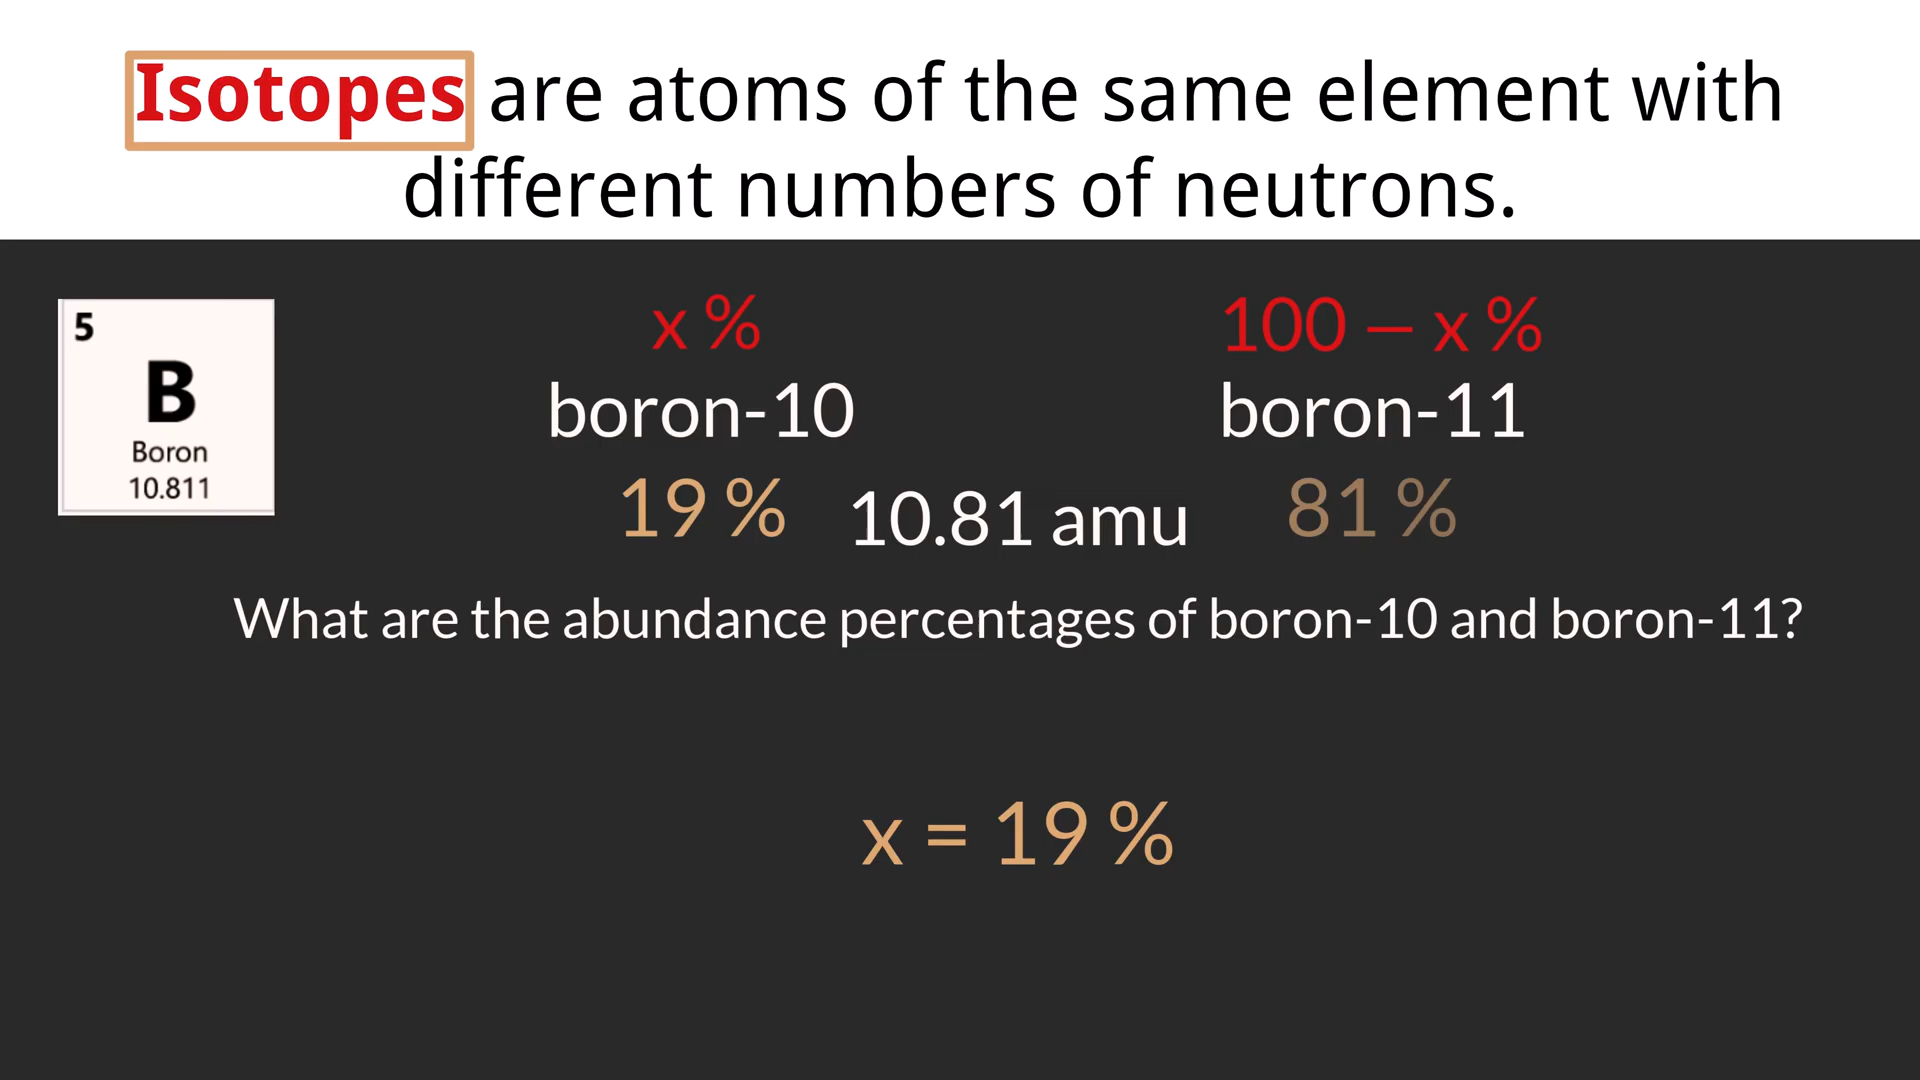 Isotopes are atoms of the same element with
different numbers of neutrons.
5
B
Boron
10.811
x %
100 – x %
boron-10
boron-11
19 %
10.81 amu
81 %
What are the abundance percentages of boron-10 and boron-11?
x = 19 %